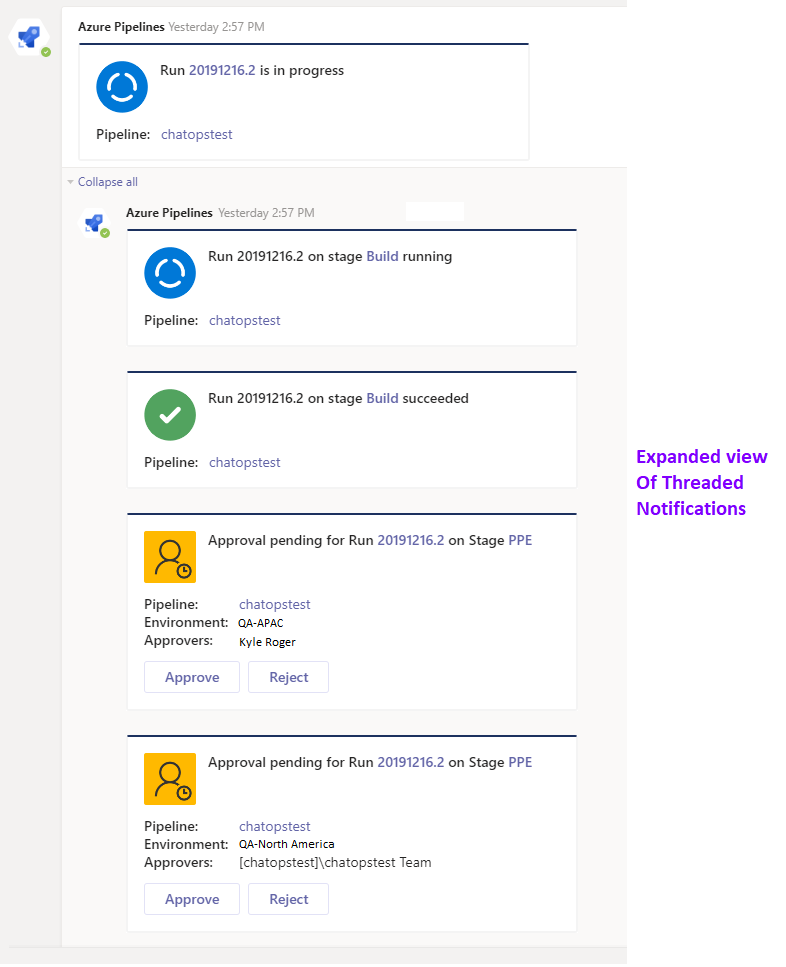 Azure Pipelines Yesterday 2:57 PM
Run 20191216.2 is in progress
Pipeline: chatopstest
Collapse all
Azure Pipelines Yesterday 2:57 PM
Run 20191216.2 on stage Build running
Pipeline: chatopstest
Run 20191216.2 on stage Build succeeded
Pipeline: chatopstest
Approval pending for Run 20191216.2 on Stage PPE
Pipeline: chatopstest
Environment: QA-APAC
Approvers: Kyle Roger
Approve Reject
Approval pending for Run 20191216.2 on Stage PPE
Pipeline: chatopstest
Environment: QA-North America
Approvers: [chatopstest]\chatopstest Team
Approve Reject
Expanded view
Of Threaded
Notifications